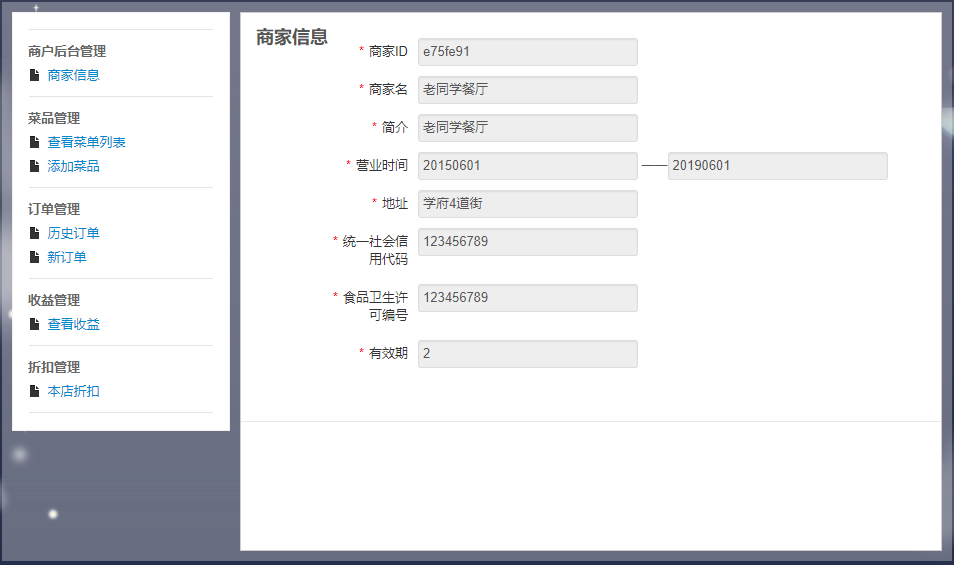 商户后台管理
商家信息
菜品管理
查看菜单列表
添加菜品
订单管理
历史订单
新订单
收益管理
查看收益
折扣管理
本店折扣
商家信息
* 商家ID e75fe91
* 商家名 老同学餐厅
* 简介 老同学餐厅
* 营业时间 20150601 —— 20190601
* 地址 学府4道街
* 统一社会信 123456789
用代码
* 食品卫生许 123456789
可编号
* 有效期 2